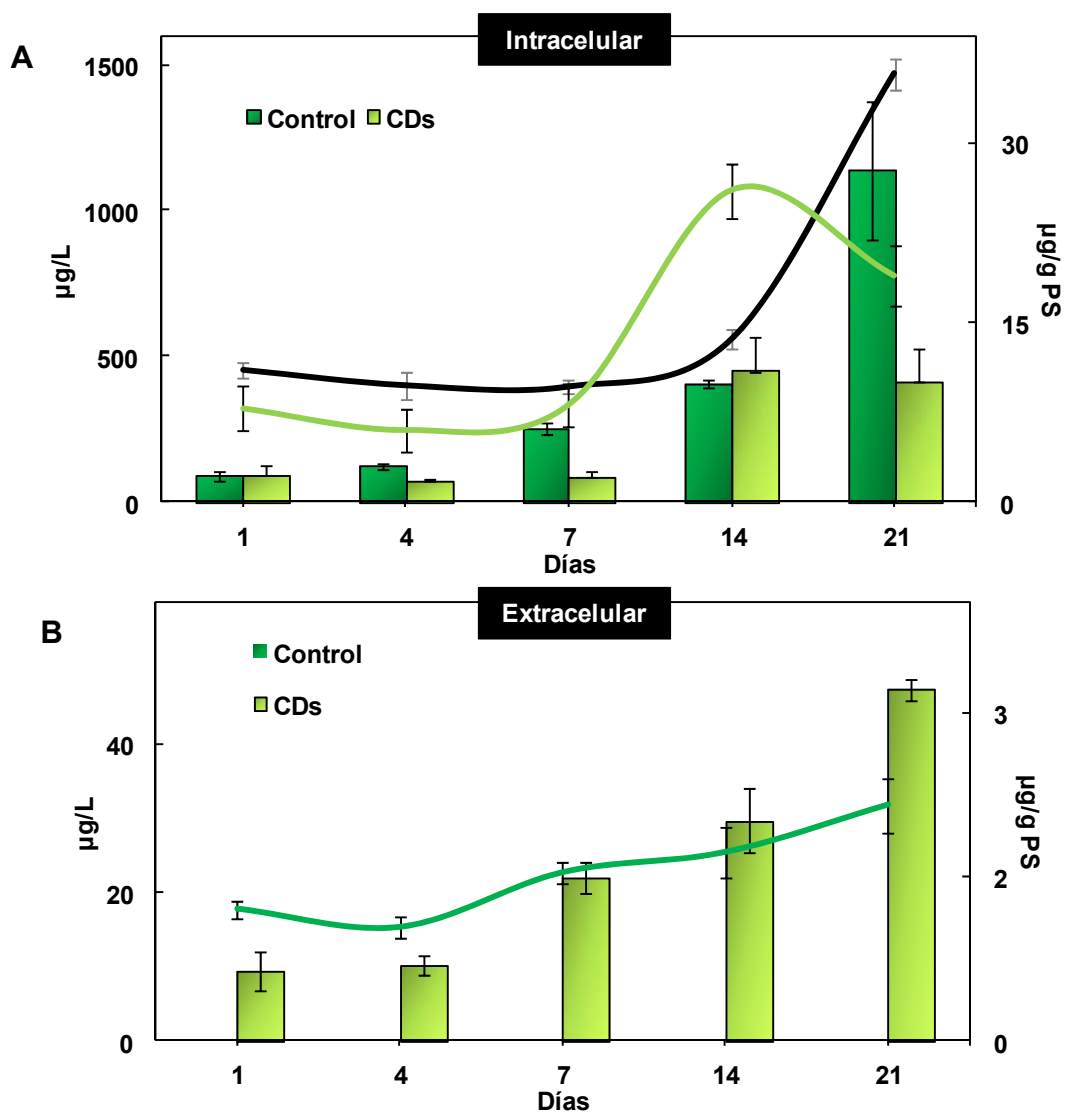 A
Intracelular
Control CDs
µg/L
1500
1000
500
0
µg/g PS
30
15
0
1 4 7 14 21
Días
B
Extracelular
Control
CDs
µg/L
40
20
0
µg/g PS
3
2
0
1 4 7 14 21
Días